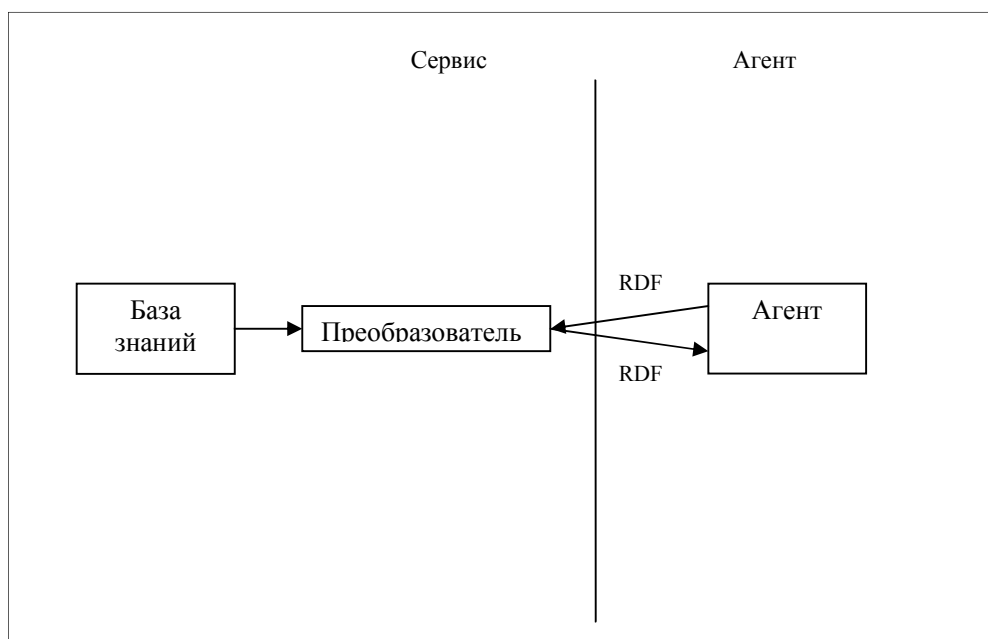 Сервис
Агент
RDF
База
знаний
Преобразователь
Агент
RDF